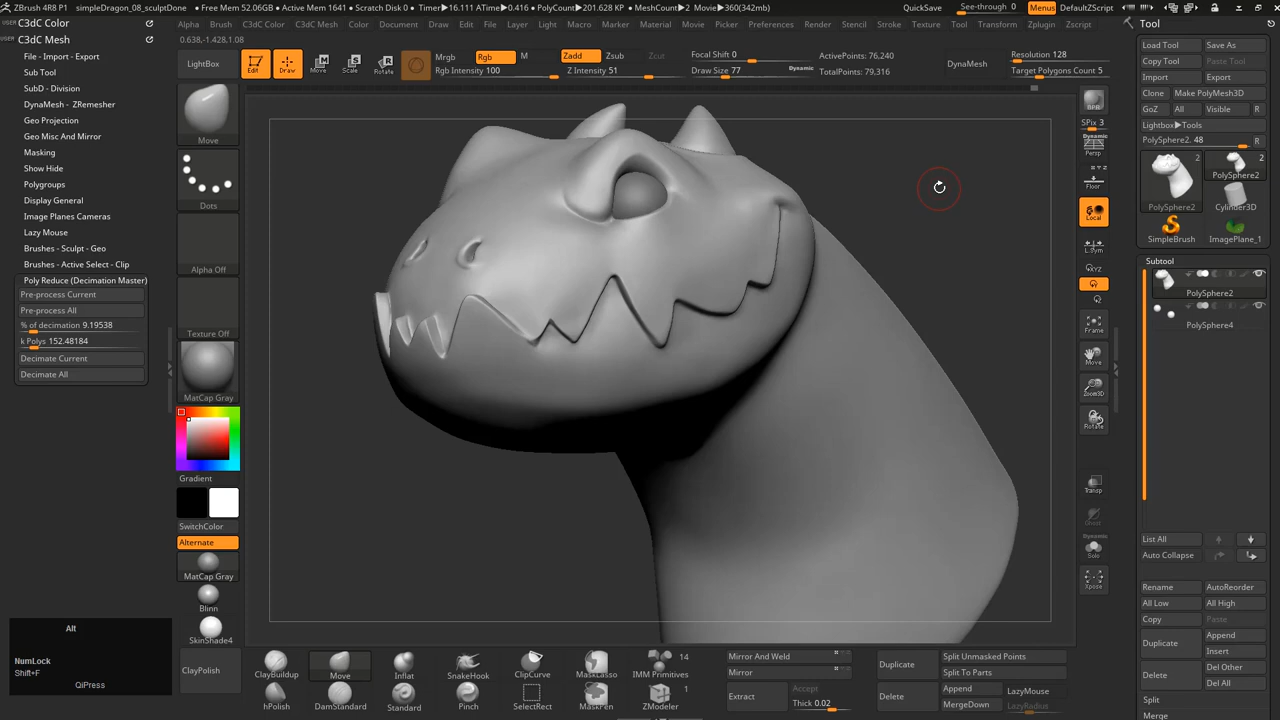 ZBrush 4R8 P1 simpleDragon_08_sculptDone • Free Mem 52.06GB • Active Mem 1641 • Scratch Disk 0 • Timer▶16.111 ATime▶0.416 • PolyCount▶201.628 KP • MeshCount▶2 Movie▶360(342mb) QuickSave See-through 0 Menus DefaultZScript
C3dC Color
C3dC Mesh
File - Import - Export
Sub Tool
SubD - Division
DynaMesh - ZRemesher
Geo Projection
Geo Misc And Mirror
Masking
Show Hide
Polygroups
Display General
Image Planes Cameras
Lazy Mouse
Brushes - Sculpt - Geo
Brushes - Active Select - Clip
Poly Reduce (Decimation Master)
Pre-process Current
Pre-process All
% of decimation 9.19538
k Polys 152.48184
Decimate Current
Decimate All
Alt
NumLock
Shift+F
QiPress
Alpha Brush C3dC Color C3dC Mesh Color Document Draw Edit File Layer Light Macro Marker Material Movie Picker Preferences Render Stencil Stroke Texture Tool Transform Zplugin Zscript
0.638,-1.428,1.08
LightBox
Edit Draw Move Scale Rotate
Mrgb Rgb M
Rgb Intensity 100
Zadd Zsub Zcut
Z Intensity 51
Focal Shift 0
Draw Size 77 Dynamic
ActivePoints: 76,240
TotalPoints: 79,316
DynaMesh
Resolution 128
Target Polygons Count 5
Move
Dots
Alpha Off
Texture Off
MatCap Gray
Gradient
SwitchColor
Alternate
MatCap Gray
Blinn
SkinShade4
ClayPolish
BPR
SPix 3
Dynamic
Persp
Floor
Local
L.Sym
XYZ
Frame
Move
Zoom3D
Rotate
Transp
Ghost
Dynamic
Solo
Xpose
ClayBuildup Move Inflat SnakeHook ClipCurve MaskLasso IMM Primitives 14
hPolish DamStandard Standard Pinch SelectRect MaskPen ZModeler 1
Mirror And Weld
Mirror
Extract Accept
Thick 0.02
Duplicate
Delete
Split Unmasked Points
Split To Parts
Append LazyMouse
MergeDown LazyRadius
Tool
Load Tool Save As
Copy Tool Paste Tool
Import Export
Clone Make PolyMesh3D
GoZ All Visible R
Lightbox▶Tools
PolySphere2. 48 R
2 2
PolySphere2 PolySphere2
Cylinder3D
SimpleBrush ImagePlane_1
Subtool
PolySphere2
PolySphere4
List All
Auto Collapse
Rename AutoReorder
All Low All High
Copy Paste
Duplicate Append
Insert
Delete Del Other
Del All
Split
Merge